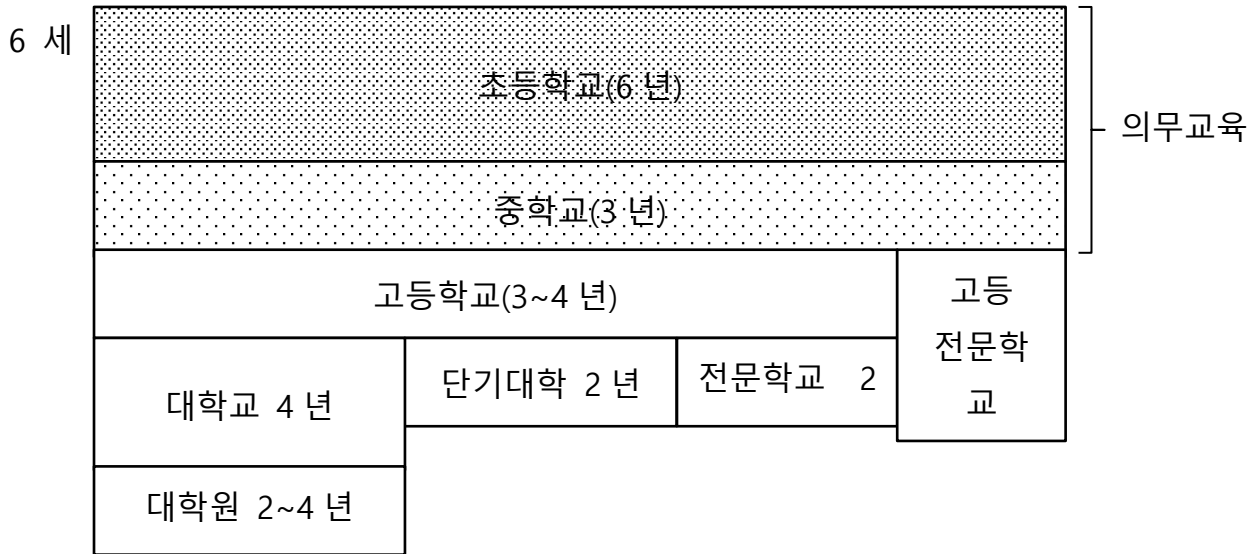 6 세
초등학교(6 년)
의무교육
중학교(3 년)
고등학교(3~4 년)
고등
전문학
교
대학교 4 년
단기대학 2 년
전문학교 2
대학원 2~4 년